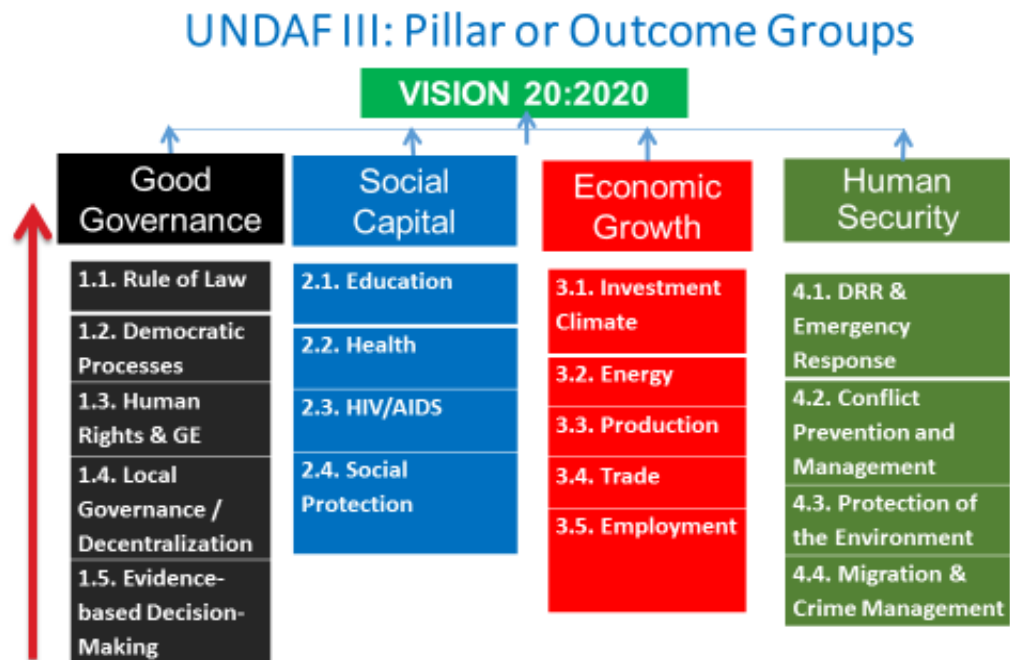 UNDAF III: Pillar or Outcome Groups
VISION 20:2020
Good
Governance
1.1. Rule of Law
1.2. Democratic
Processes
1.3. Human
Rights & GE
1.4. Local
Governance /
Decentralization
1.5. Evidence-
based Decision-
Making
Social
Capital
2.1. Education
2.2. Health
2.3. HIV/AIDS
2.4. Social
Protection
Economic
Growth
3.1. Investment
Climate
3.2. Energy
3.3. Production
3.4. Trade
3.5. Employment
Human
Security
4.1. DRR &
Emergency
Response
4.2. Conflict
Prevention and
Management
4.3. Protection of
the Environment
4.4. Migration &
Crime Management